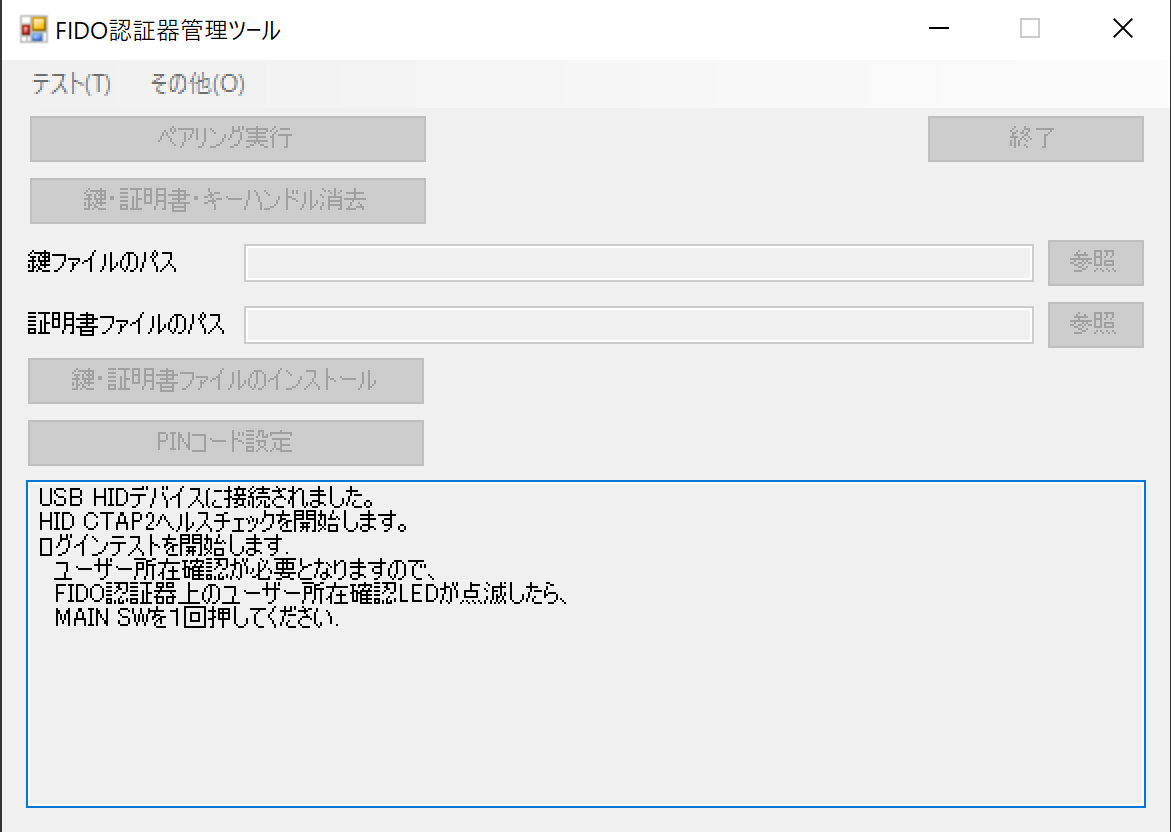 FIDO認証器管理ツール
テスト(T) その他(O)
ペアリング実行 終了
鍵・証明書・キーハンドル消去
鍵ファイルのパス 参照
証明書ファイルのパス 参照
鍵・証明書ファイルのインストール
PINコード設定
USB HIDデバイスに接続されました。
HID CTAP2ヘルスチェックを開始します。
ログインテストを開始します.
ユーザー所在確認が必要となりますので、
FIDO認証器上のユーザー所在確認LEDが点滅したら、
MAIN SWを1回押してください.